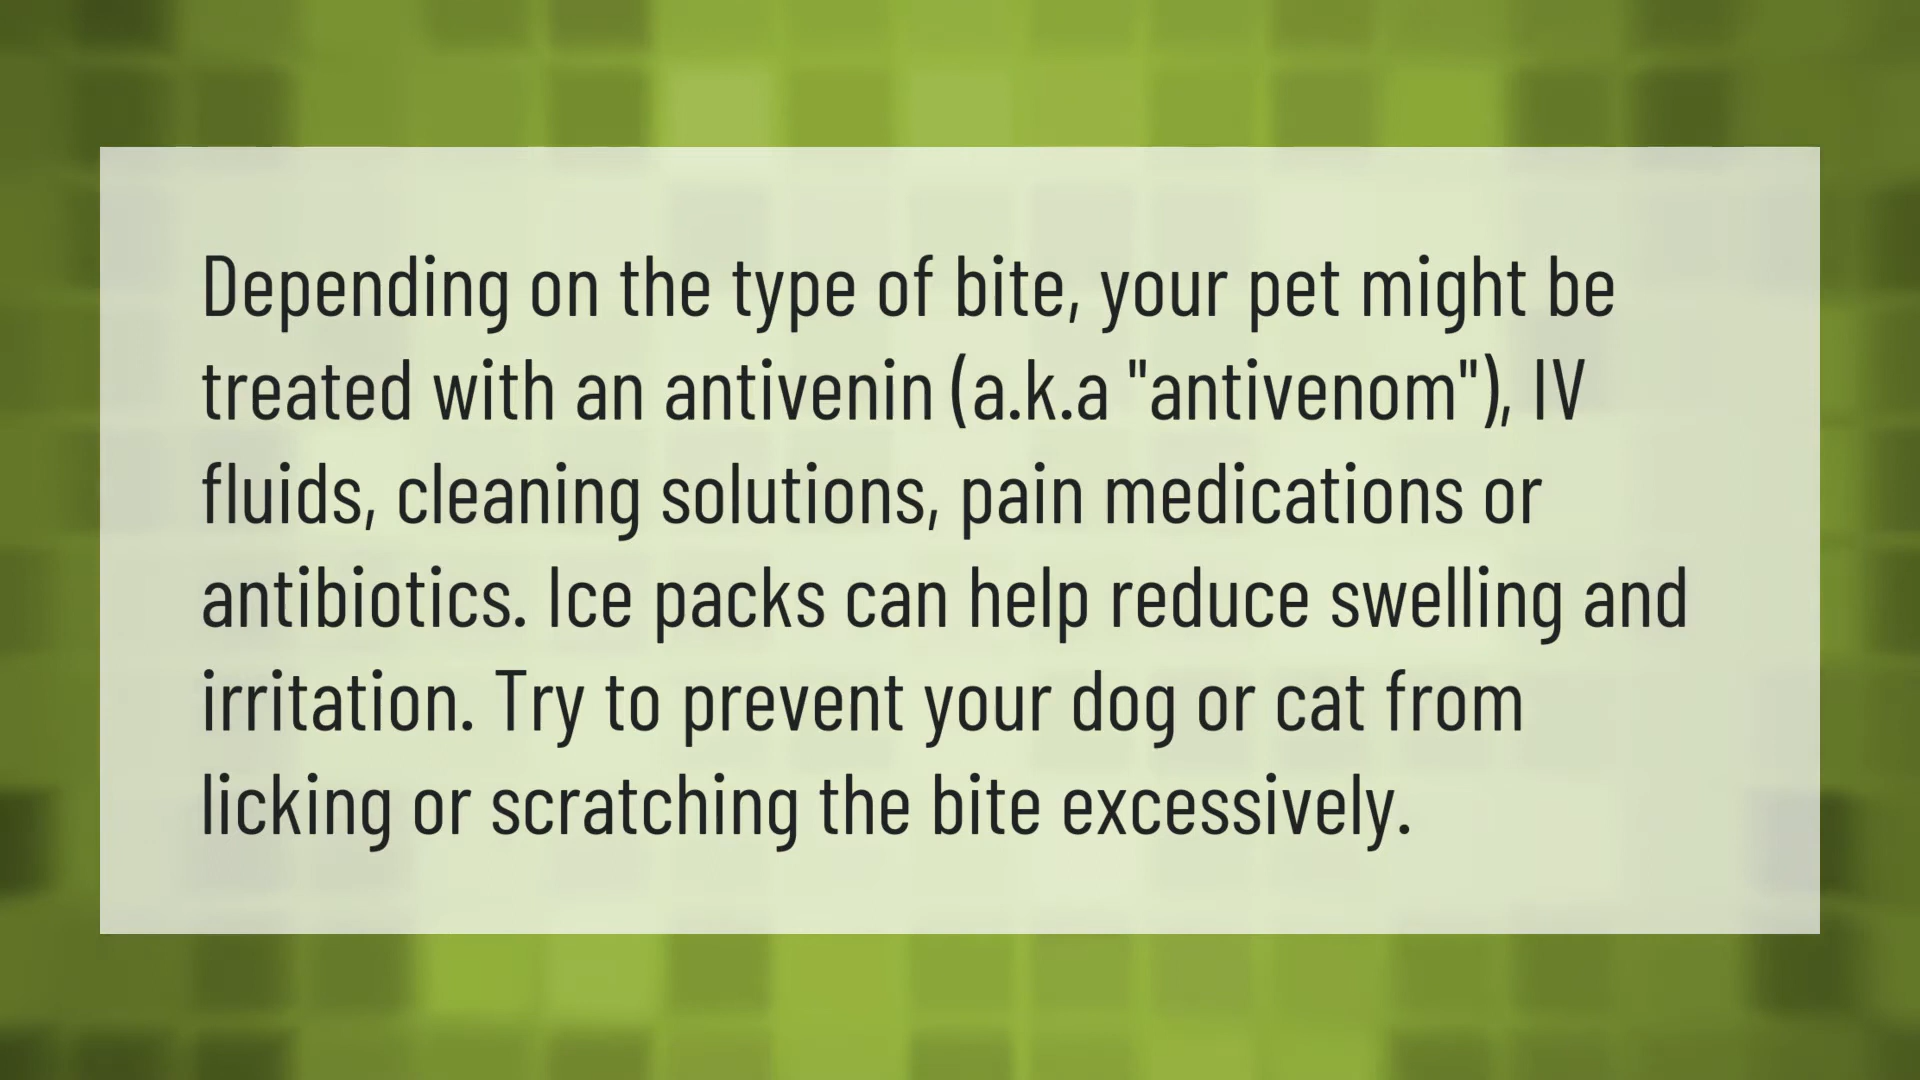 Depending on the type of bite, your pet might be
treated with an antivenin (a.k.a "antivenom"), IV
fluids, cleaning solutions, pain medications or
antibiotics. Ice packs can help reduce swelling and
irritation. Try to prevent your dog or cat from
licking or scratching the bite excessively.